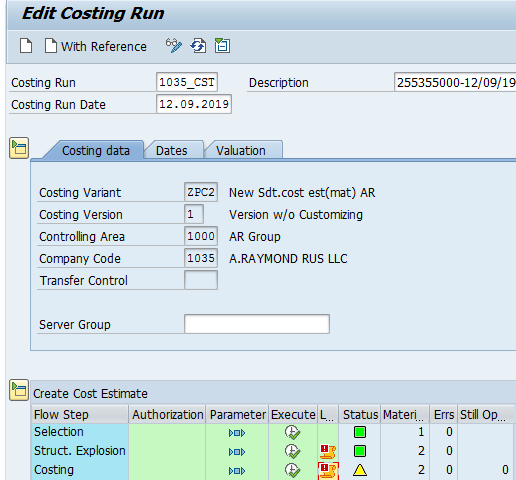 Edit Costing Run
With Reference
Costing Run 1035_CST Description 255355000-12/09/19
Costing Run Date 12.09.2019
Costing data Dates Valuation
Costing Variant ZPC2 New Sdt.cost est(mat) AR
Costing Version 1 Version w/o Customizing
Controlling Area 1000 AR Group
Company Code 1035 A.RAYMOND RUS LLC
Transfer Control
Server Group
Create Cost Estimate
Flow Step Authorization Parameter Execute L... Status Materi... Errs Still Op...
Selection 1 0
Struct. Explosion 2 0
Costing 2 0 0